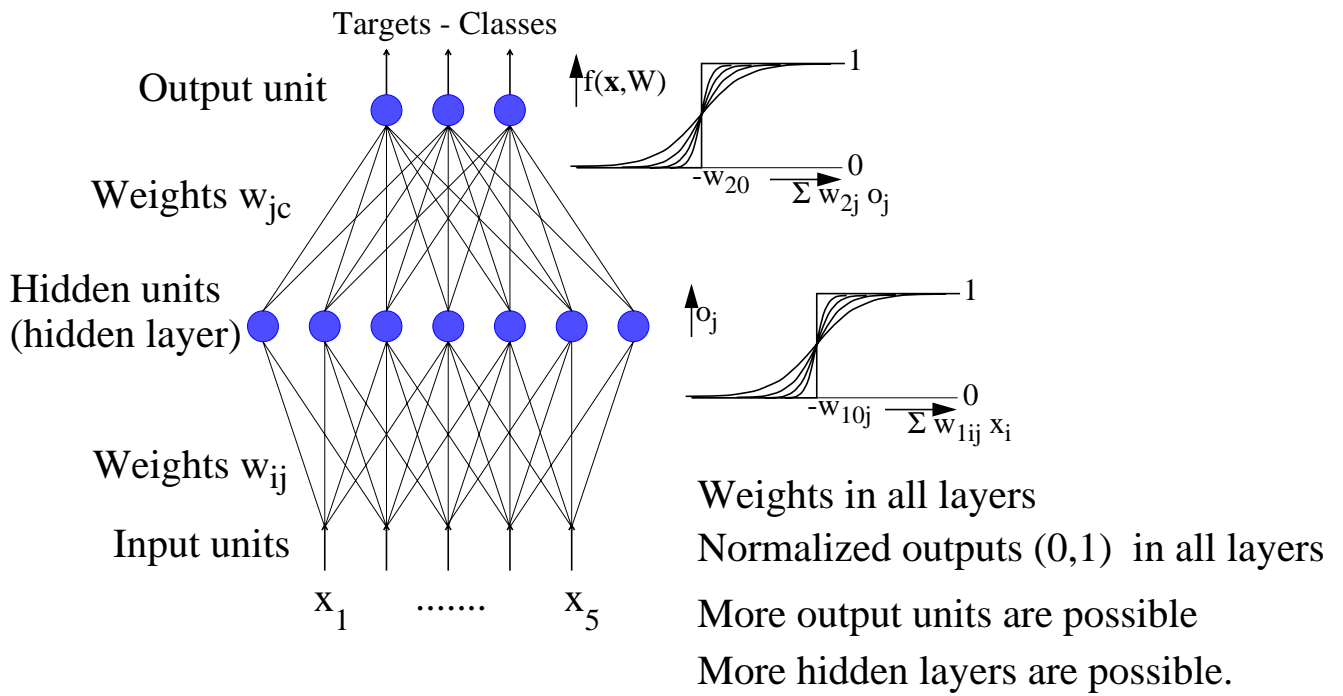 Targets - Classes
Output unit
f(x,W)
1
0
-w20
Σ w2j oj
Weights wjc
Hidden units
(hidden layer)
oj
1
0
-w10j
Σ w1ij xi
Weights wij
Input units
x1 ....... x5
Weights in all layers
Normalized outputs (0,1) in all layers
More output units are possible
More hidden layers are possible.